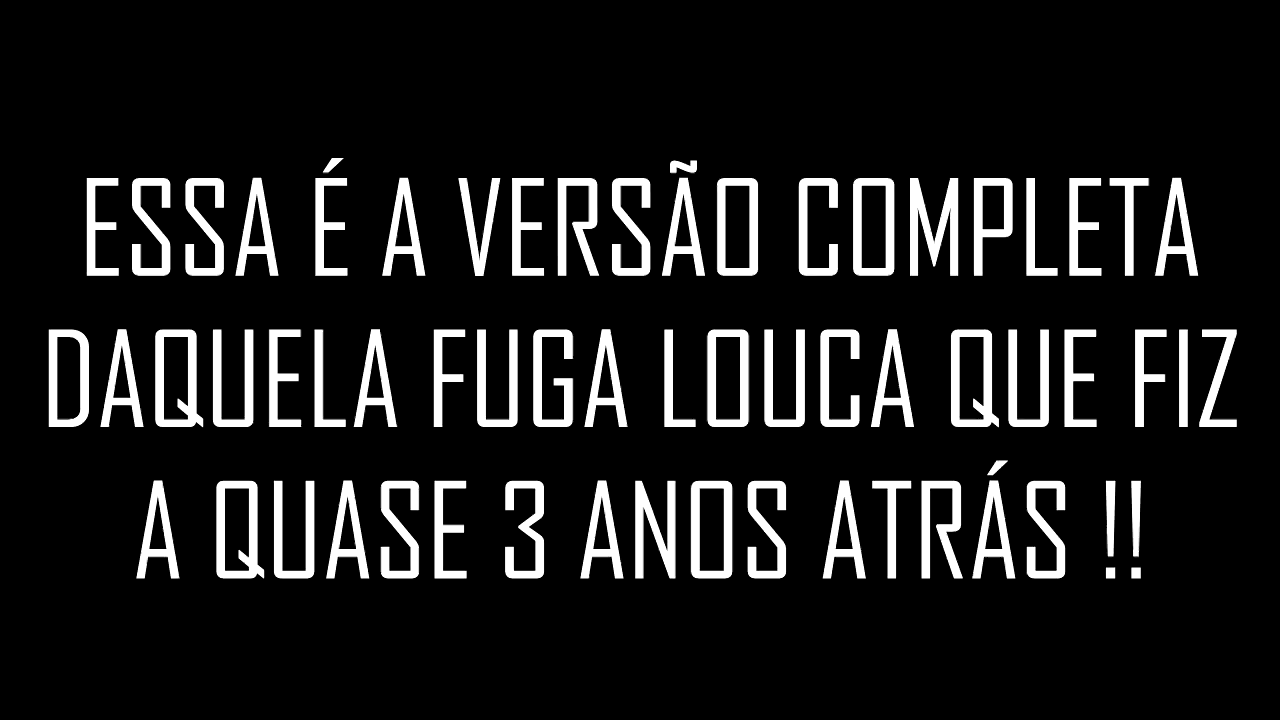 ESSA É A VERSÃO COMPLETA
DAQUELA FUGA LOUCA QUE FIZ
A QUASE 3 ANOS ATRÁS !!